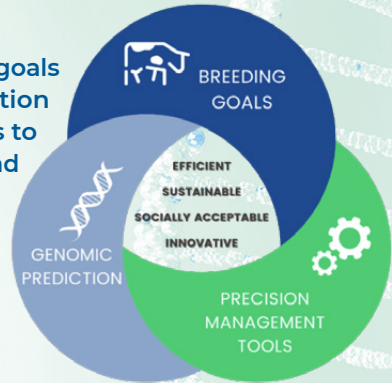 goals
tion
s to
nd
BREEDING
GOALS
EFFICIENT
SUSTAINABLE
SOCIALLY ACCEPTABLE
INNOVATIVE
GENOMIC
PREDICTION
PRECISION
MANAGEMENT
TOOLS